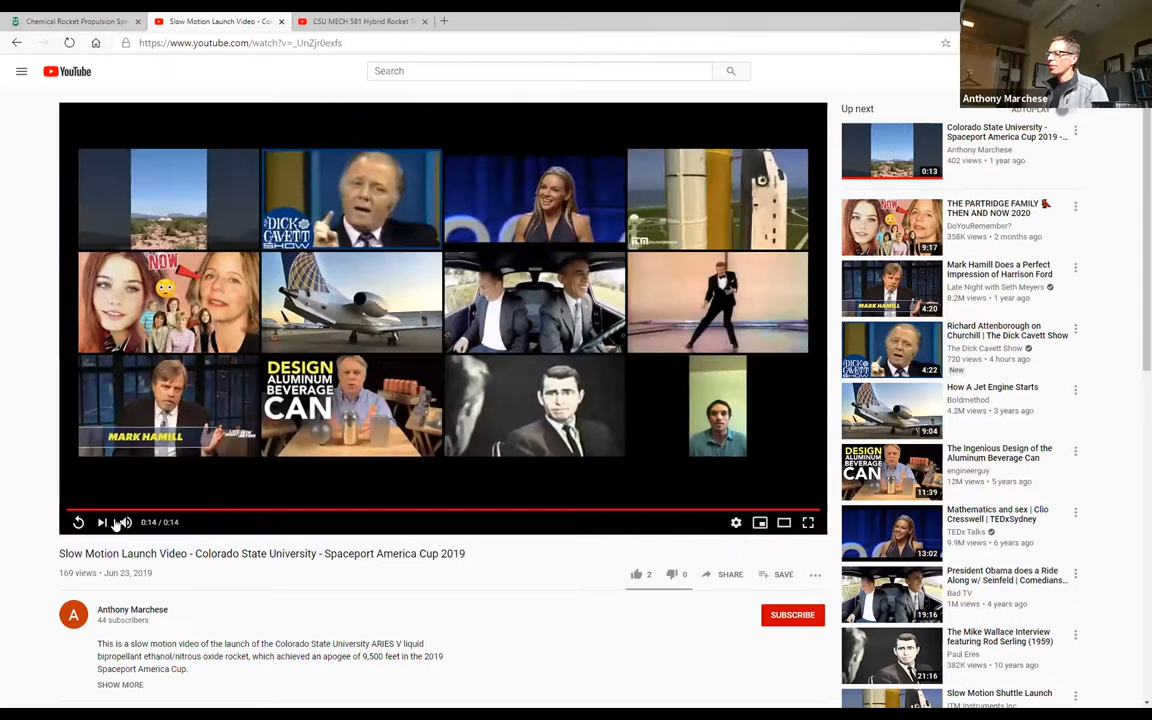 Chemical Rocket Propulsion Sp
Slow Motion Launch Video - Co
CSU MECH 581 Hybrid Rocket T
https://www.youtube.com/watch?v=_UnZjr0exfs
YouTube
Search
Anthony Marchese
Up next
AUTOPLAY
DICK
CAVETT
SHOW
NOW
MARK HAMILL
DESIGN
ALUMINUM
BEVERAGE
CAN
0:14 / 0:14
Slow Motion Launch Video - Colorado State University - Spaceport America Cup 2019
169 views • Jun 23, 2019
2
0
SHARE
SAVE
A
Anthony Marchese
44 subscribers
SUBSCRIBE
This is a slow motion video of the launch of the Colorado State University ARIES V liquid
bipropellant ethanol/nitrous oxide rocket, which achieved an apogee of 9,500 feet in the 2019
Spaceport America Cup.
SHOW MORE
0:13
Colorado State University -
Spaceport America Cup 2019 -...
Anthony Marchese
402 views • 1 year ago
NOW
9:17
THE PARTRIDGE FAMILY
THEN AND NOW 2020
DoYouRemember?
358K views • 2 months ago
MARK HAMILL
4:20
Mark Hamill Does a Perfect
Impression of Harrison Ford
Late Night with Seth Meyers
8.2M views • 1 year ago
4:22
Richard Attenborough on
Churchill | The Dick Cavett Show
The Dick Cavett Show
720 views • 4 hours ago
New
9:04
How A Jet Engine Starts
Boldmethod
4.2M views • 3 years ago
DESIGN
ALUMINUM
BEVERAGE
CAN
11:39
The Ingenious Design of the
Aluminum Beverage Can
engineerguy
12M views • 5 years ago
13:02
Mathematics and sex | Clio
Cresswell | TEDxSydney
TEDx Talks
9.9M views • 6 years ago
19:16
President Obama does a Ride
Along w/ Seinfeld | Comedians...
Bad TV
1M views • 4 years ago
21:16
The Mike Wallace Interview
featuring Rod Serling (1959)
Paul Eres
382K views • 10 years ago
Slow Motion Shuttle Launch
ITM Instruments Inc.